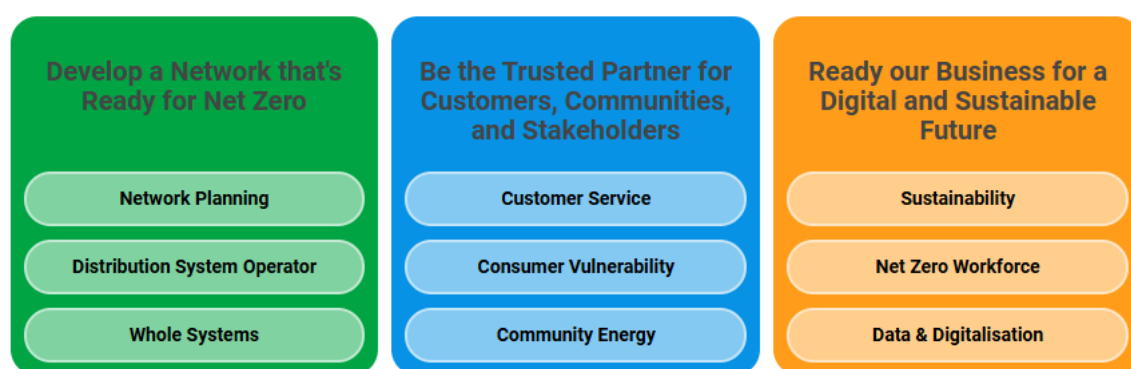 Develop a Network that's
Ready for Net Zero
Network Planning
Distribution System Operator
Whole Systems
Be the Trusted Partner for
Customers, Communities,
and Stakeholders
Customer Service
Consumer Vulnerability
Community Energy
Ready our Business for a
Digital and Sustainable
Future
Sustainability
Net Zero Workforce
Data & Digitalisation